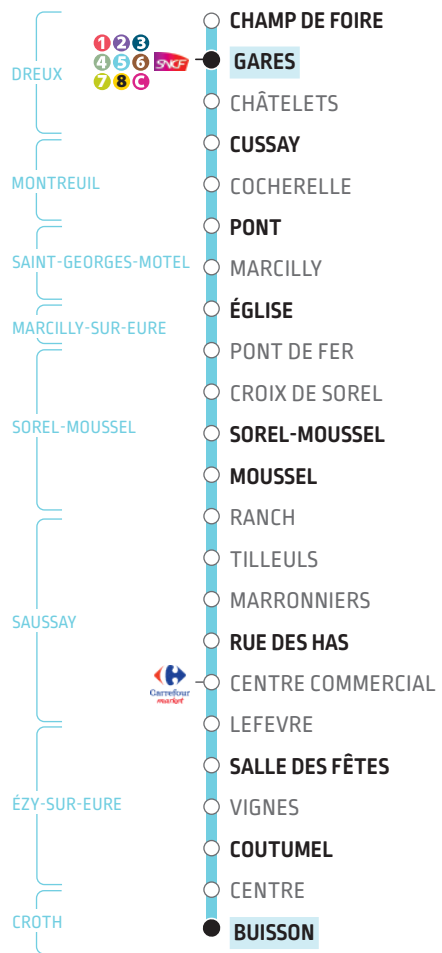 CHAMP DE FOIRE
DREUX
1 2 3
4 5 6
7 8 C
SNCF
GARES
CHÂTELETS
CUSSAY
MONTREUIL
COCHERELLE
PONT
SAINT-GEORGES-MOTEL
MARCILLY
ÉGLISE
MARCILLY-SUR-EURE
PONT DE FER
CROIX DE SOREL
SOREL-MOUSSEL
SOREL-MOUSSEL
MOUSSEL
RANCH
TILLEULS
MARRONNIERS
SAUSSAY
RUE DES HAS
Carrefour
market
CENTRE COMMERCIAL
LEFEVRE
SALLE DES FÊTES
ÉZY-SUR-EURE
VIGNES
COUTUMEL
CENTRE
CROTH
BUISSON